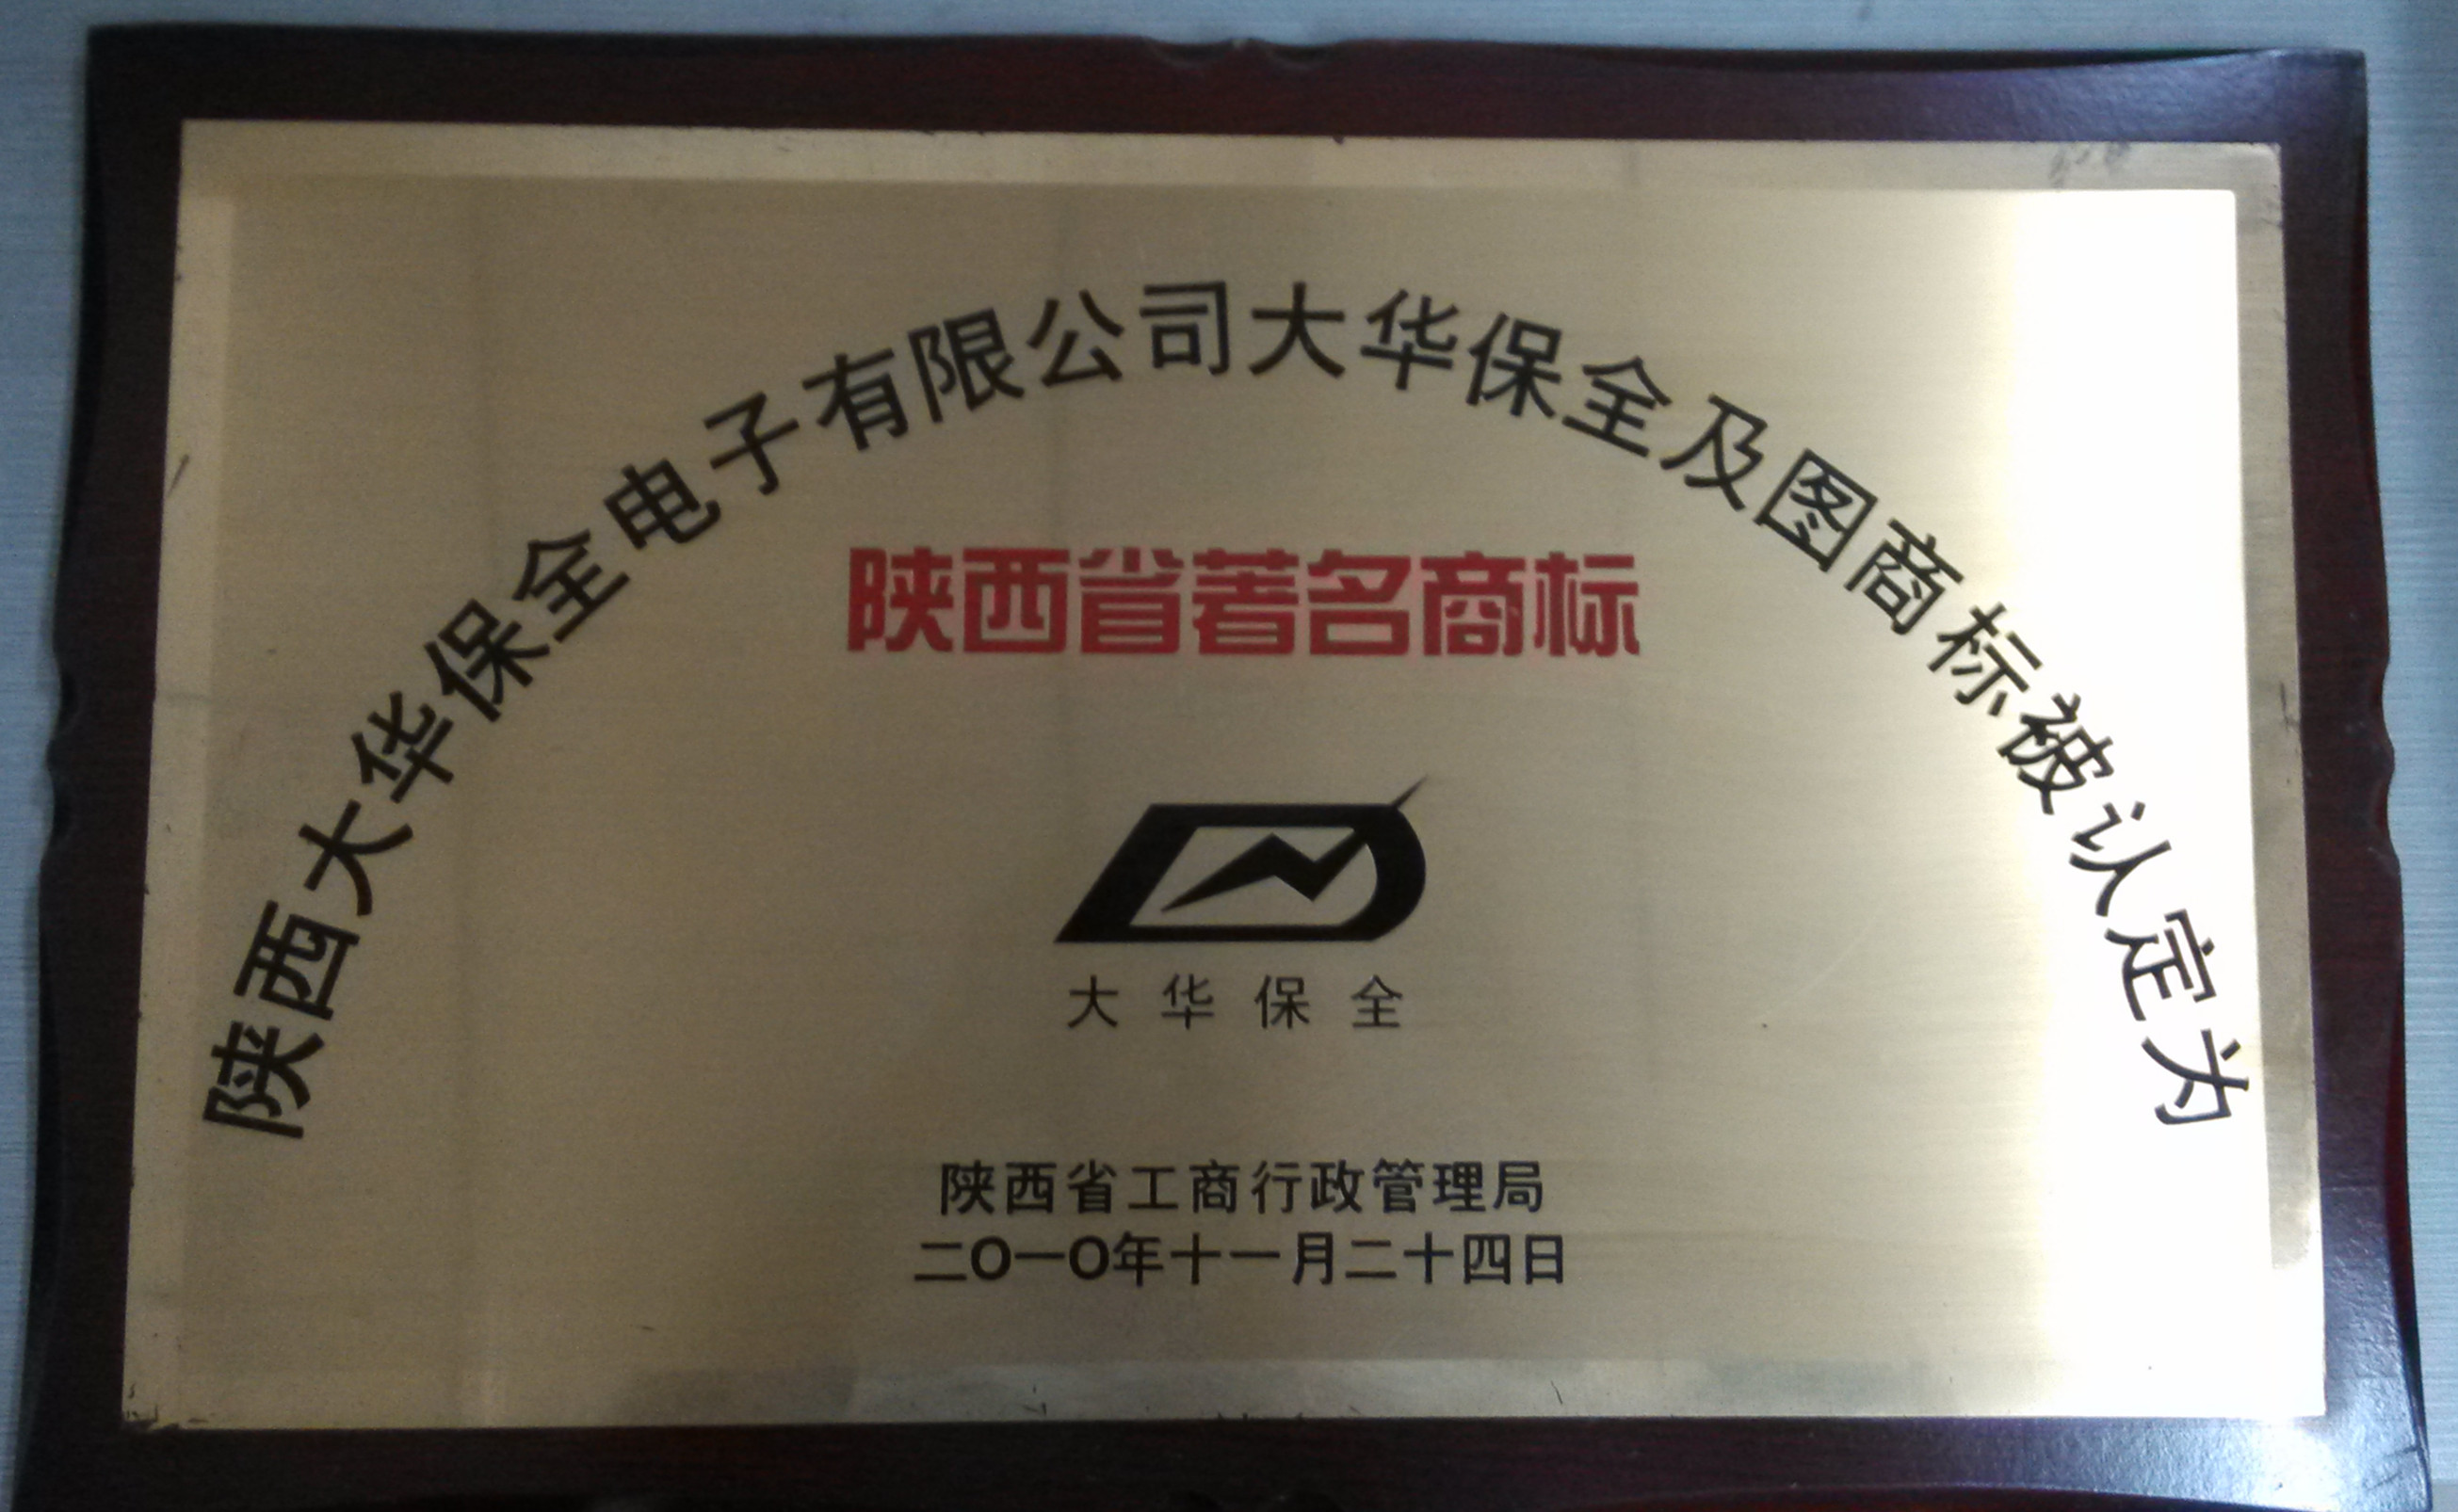 陕西大华保全电子有限公司大华保全及图商标被认定为
陕西省著名商标
大华保全
陕西省工商行政管理局
二〇一〇年十一月二十四日